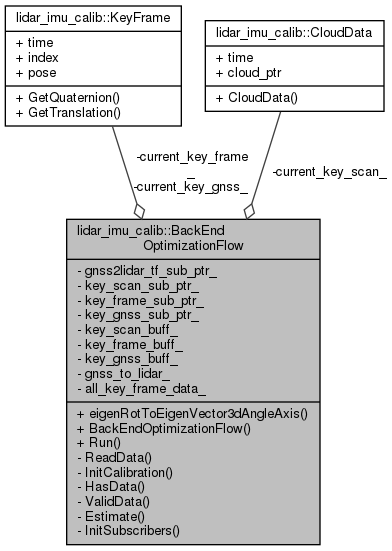 lidar_imu_calib::KeyFrame
+ time
+ index
+ pose
+ GetQuaternion()
+ GetTranslation()
lidar_imu_calib::CloudData
+ time
+ cloud_ptr
+ CloudData()
-current_key_frame
_
-current_key_gnss_
-current_key_scan_
lidar_imu_calib::BackEnd
OptimizationFlow
- gnss2lidar_tf_sub_ptr_
- key_scan_sub_ptr_
- key_frame_sub_ptr_
- key_gnss_sub_ptr_
- key_scan_buff_
- key_frame_buff_
- key_gnss_buff_
- gnss_to_lidar_
- all_key_frame_data_
+ eigenRotToEigenVector3dAngleAxis()
+ BackEndOptimizationFlow()
+ Run()
- ReadData()
- InitCalibration()
- HasData()
- ValidData()
- Estimate()
- InitSubscribers()